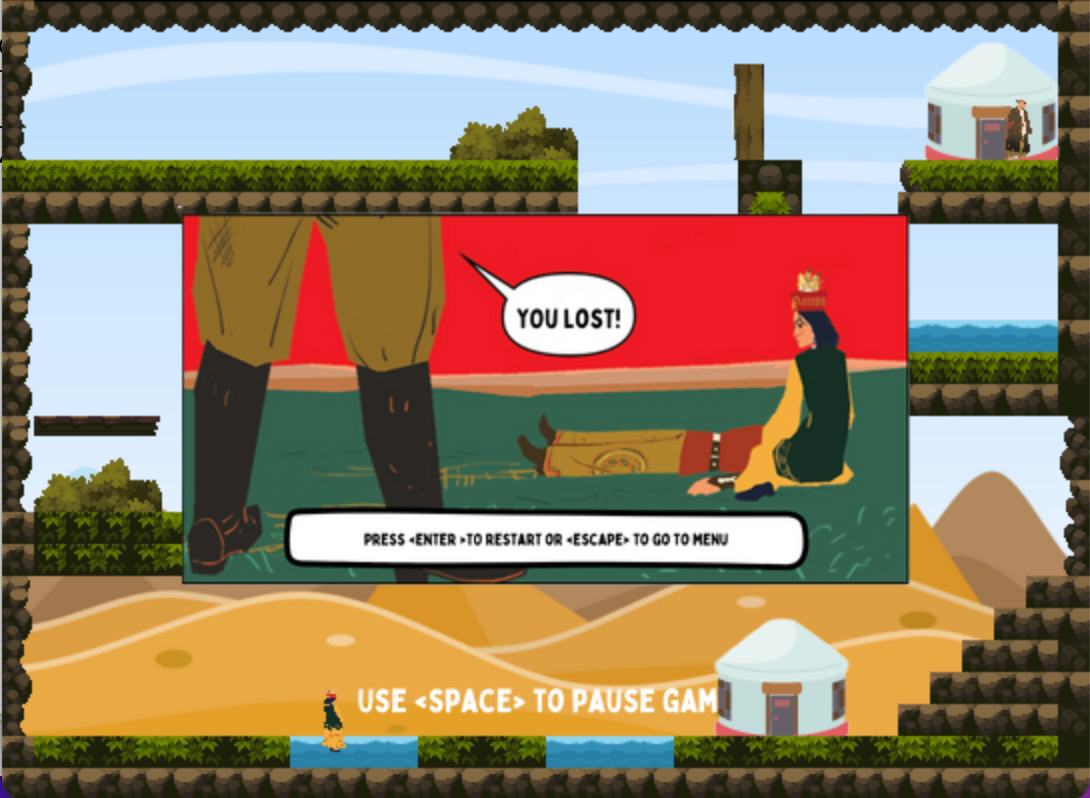 YOU LOST!
PRESS <ENTER >TO RESTART OR <ESCAPE> TO GO TO MENU
USE <SPACE> TO PAUSE GAM